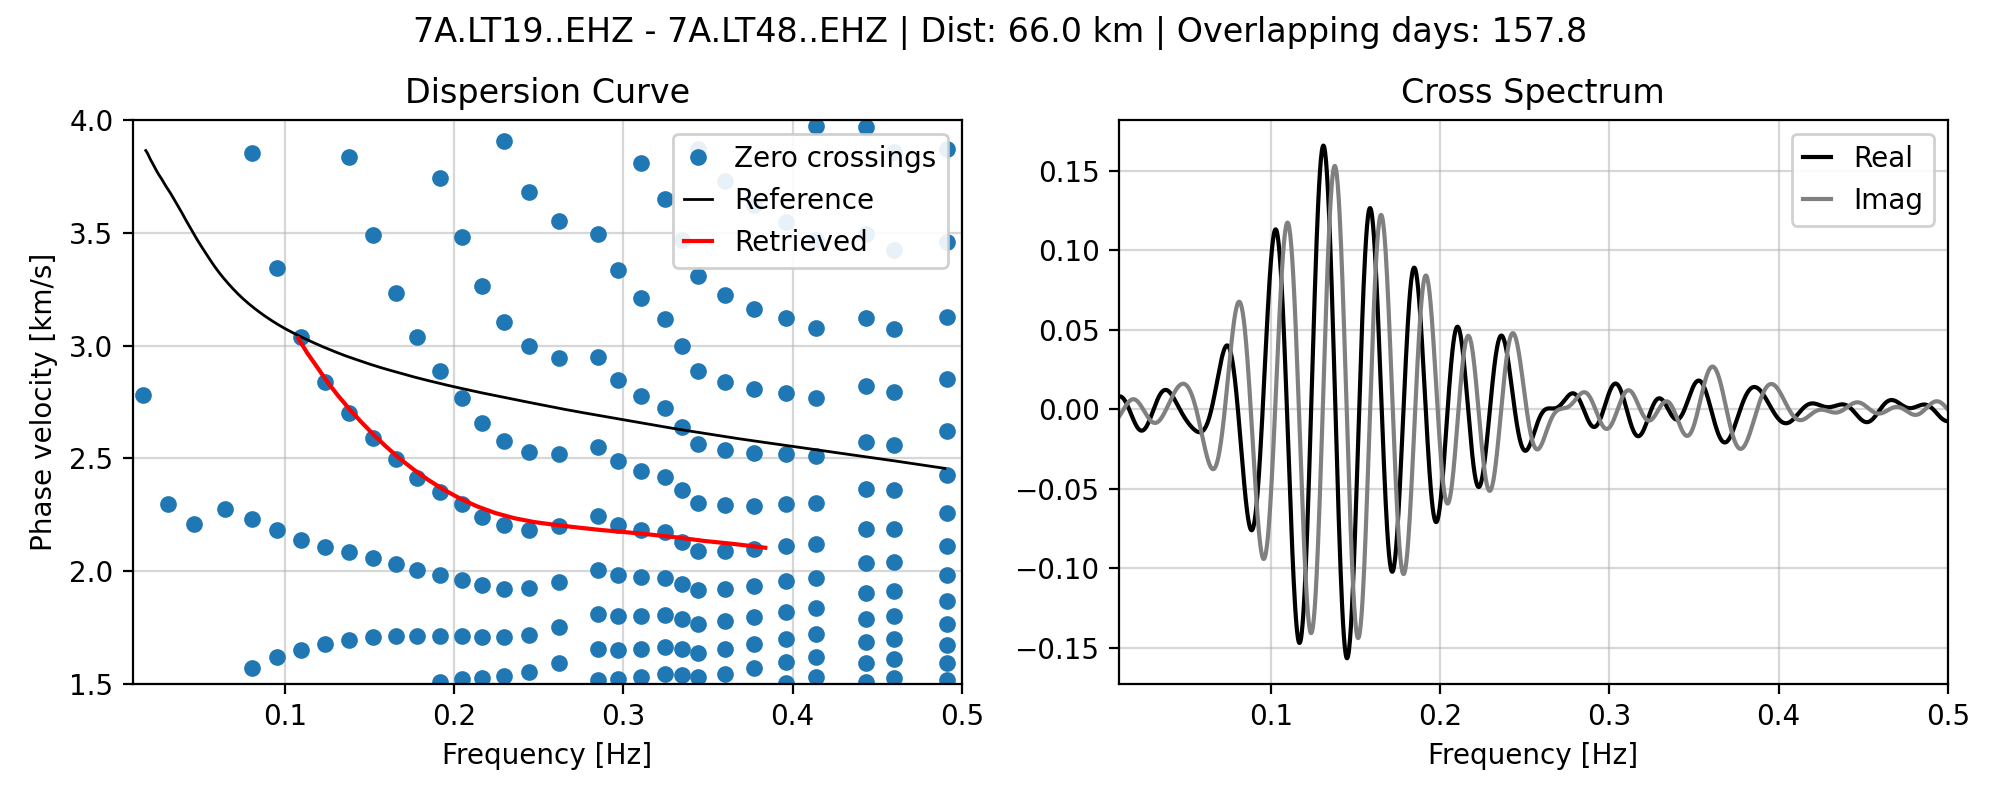 7A.LT19..EHZ - 7A.LT48..EHZ | Dist: 66.0 km | Overlapping days: 157.8
Dispersion Curve
Phase velocity [km/s]
4.0
3.5
3.0
2.5
2.0
1.5
0.1 0.2 0.3 0.4 0.5
Frequency [Hz]
Zero crossings
Reference
Retrieved
Cross Spectrum
0.15
0.10
0.05
0.00
−0.05
−0.10
−0.15
0.1 0.2 0.3 0.4 0.5
Frequency [Hz]
Real
Imag